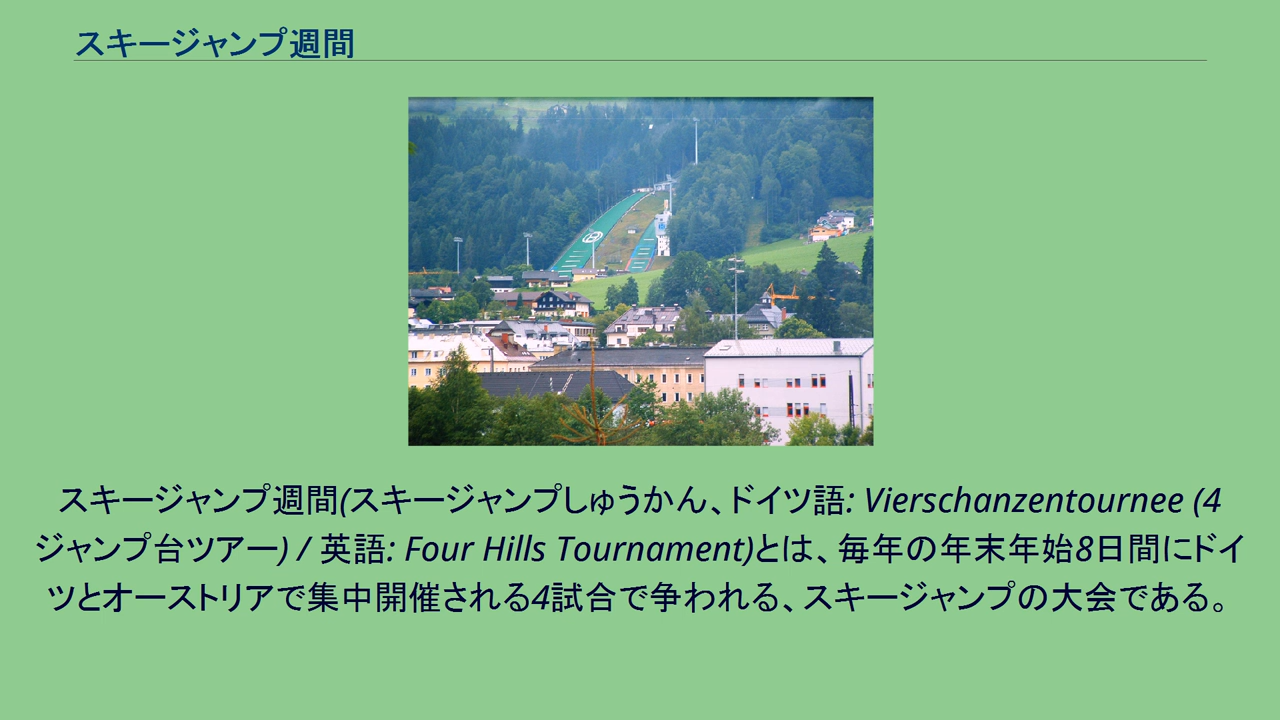 スキージャンプ週間
スキージャンプ週間(スキージャンプしゅうかん、ドイツ語: Vierschanzentournee (4
ジャンプ台ツアー) / 英語: Four Hills Tournament)とは、毎年の年末年始8日間にドイ
ツとオーストリアで集中開催される4試合で争われる、スキージャンプの大会である。